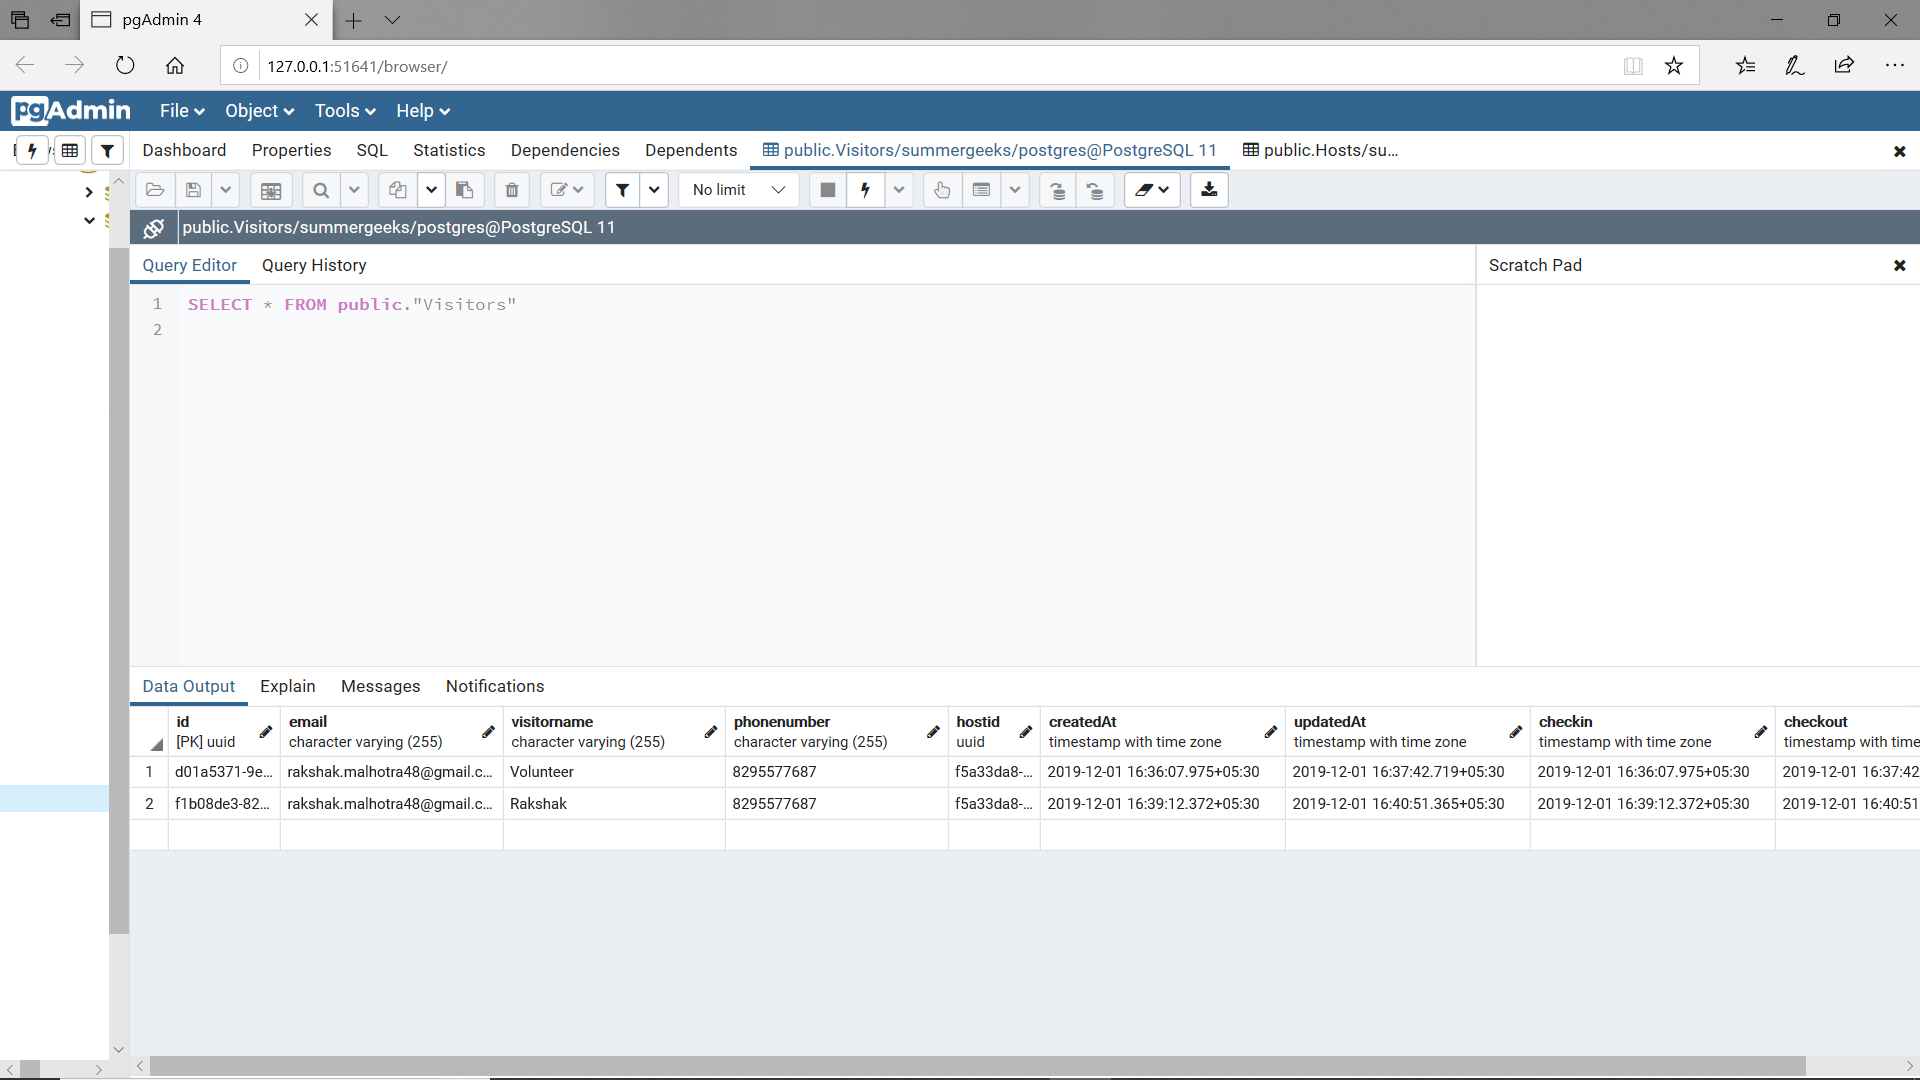 pgAdmin 4
127.0.0.1:51641/browser/
pgAdmin File Object Tools Help
Dashboard Properties SQL Statistics Dependencies Dependents public.Visitors/summergeeks/postgres@PostgreSQL 11 public.Hosts/su...
No limit
public.Visitors/summergeeks/postgres@PostgreSQL 11
Query Editor Query History Scratch Pad
1 SELECT * FROM public."Visitors"
2
Data Output Explain Messages Notifications
id email visitorname phonenumber hostid createdAt updatedAt checkin checkout
[PK] uuid character varying (255) character varying (255) character varying (255) uuid timestamp with time zone timestamp with time zone timestamp with time zone timestamp with time
1 d01a5371-9e... rakshak.malhotra48@gmail.c... Volunteer 8295577687 f5a33da8-... 2019-12-01 16:36:07.975+05:30 2019-12-01 16:37:42.719+05:30 2019-12-01 16:36:07.975+05:30 2019-12-01 16:37:42
2 f1b08de3-82... rakshak.malhotra48@gmail.c... Rakshak 8295577687 f5a33da8-... 2019-12-01 16:39:12.372+05:30 2019-12-01 16:40:51.365+05:30 2019-12-01 16:39:12.372+05:30 2019-12-01 16:40:51